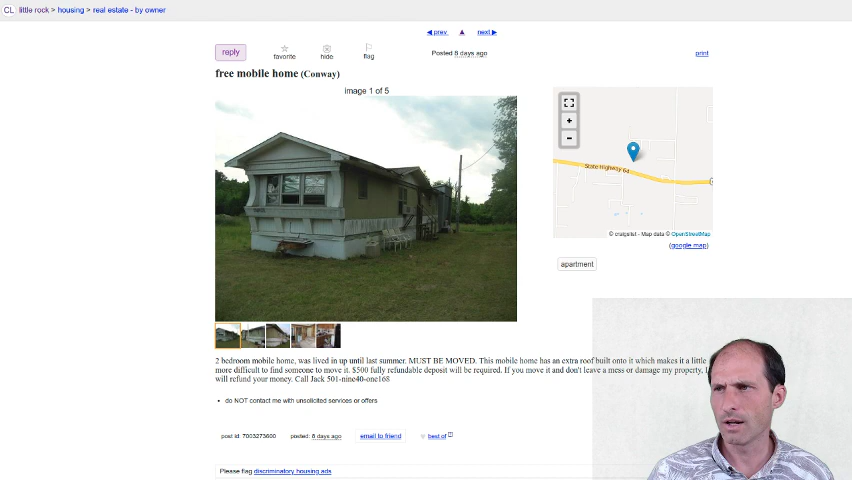 CL little rock > housing > real estate - by owner
◀ prev ▲ next ▶
reply favorite hide flag Posted 8 days ago print
free mobile home (Conway)
image 1 of 5
+
−
State Highway 64
© craigslist - Map data © OpenStreetMap
(google map)
apartment
2 bedroom mobile home, was lived in up until last summer. MUST BE MOVED. This mobile home has an extra roof built onto it which makes it a little
more difficult to find someone to move it. $500 fully refundable deposit will be required. If you move it and don't leave a mess or damage my property, I
will refund your money. Call Jack 501-nine40-one168
• do NOT contact me with unsolicited services or offers
post id: 7003273600 posted: 8 days ago email to friend ♥ best of [?]
Please flag discriminatory housing ads